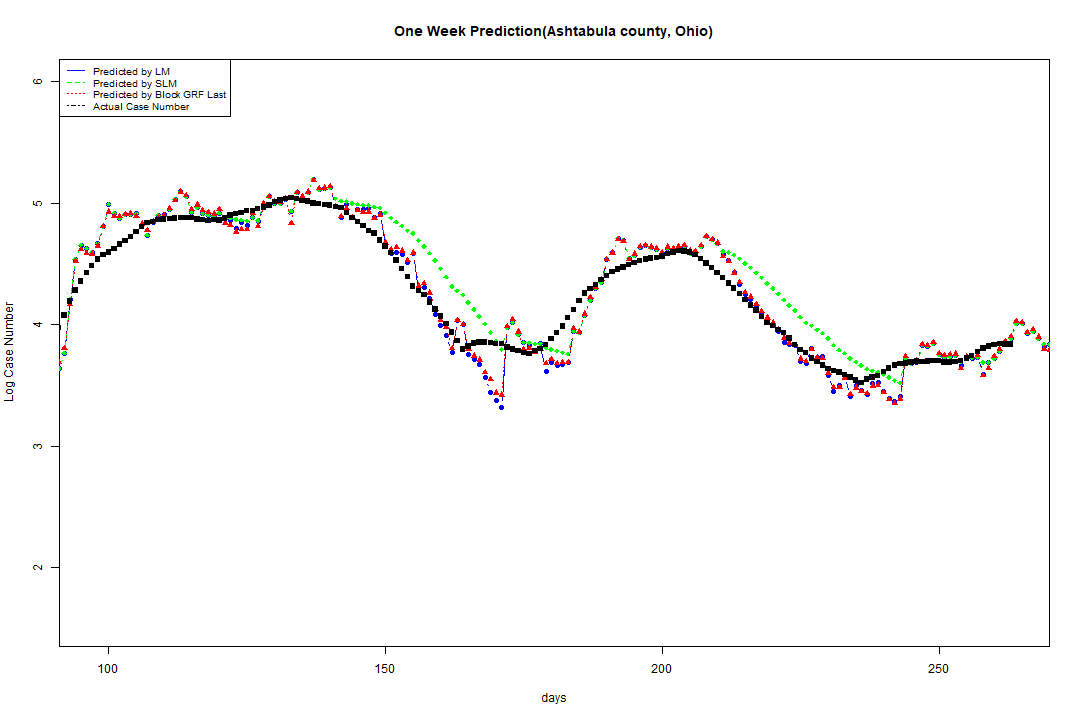 One Week Prediction(Ashtabula county, Ohio)
Predicted by LM
Predicted by SLM
Predicted by Block GRF Last
Actual Case Number
Log Case Number
6
5
4
3
2
100 150 200 250
days